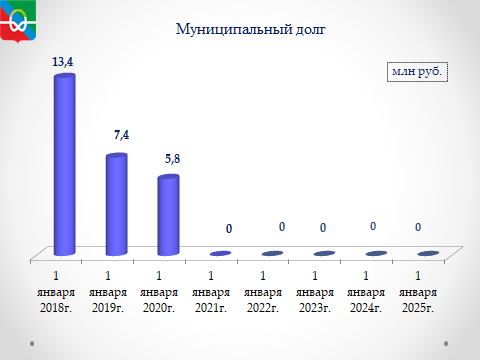 Муниципальный долг
млн руб.
13,4
7,4
5,8
0
0
0
0
0
1 января 2018г.
1 января 2019г.
1 января 2020г.
1 января 2021г.
1 января 2022г.
1 января 2023г.
1 января 2024г.
1 января 2025г.